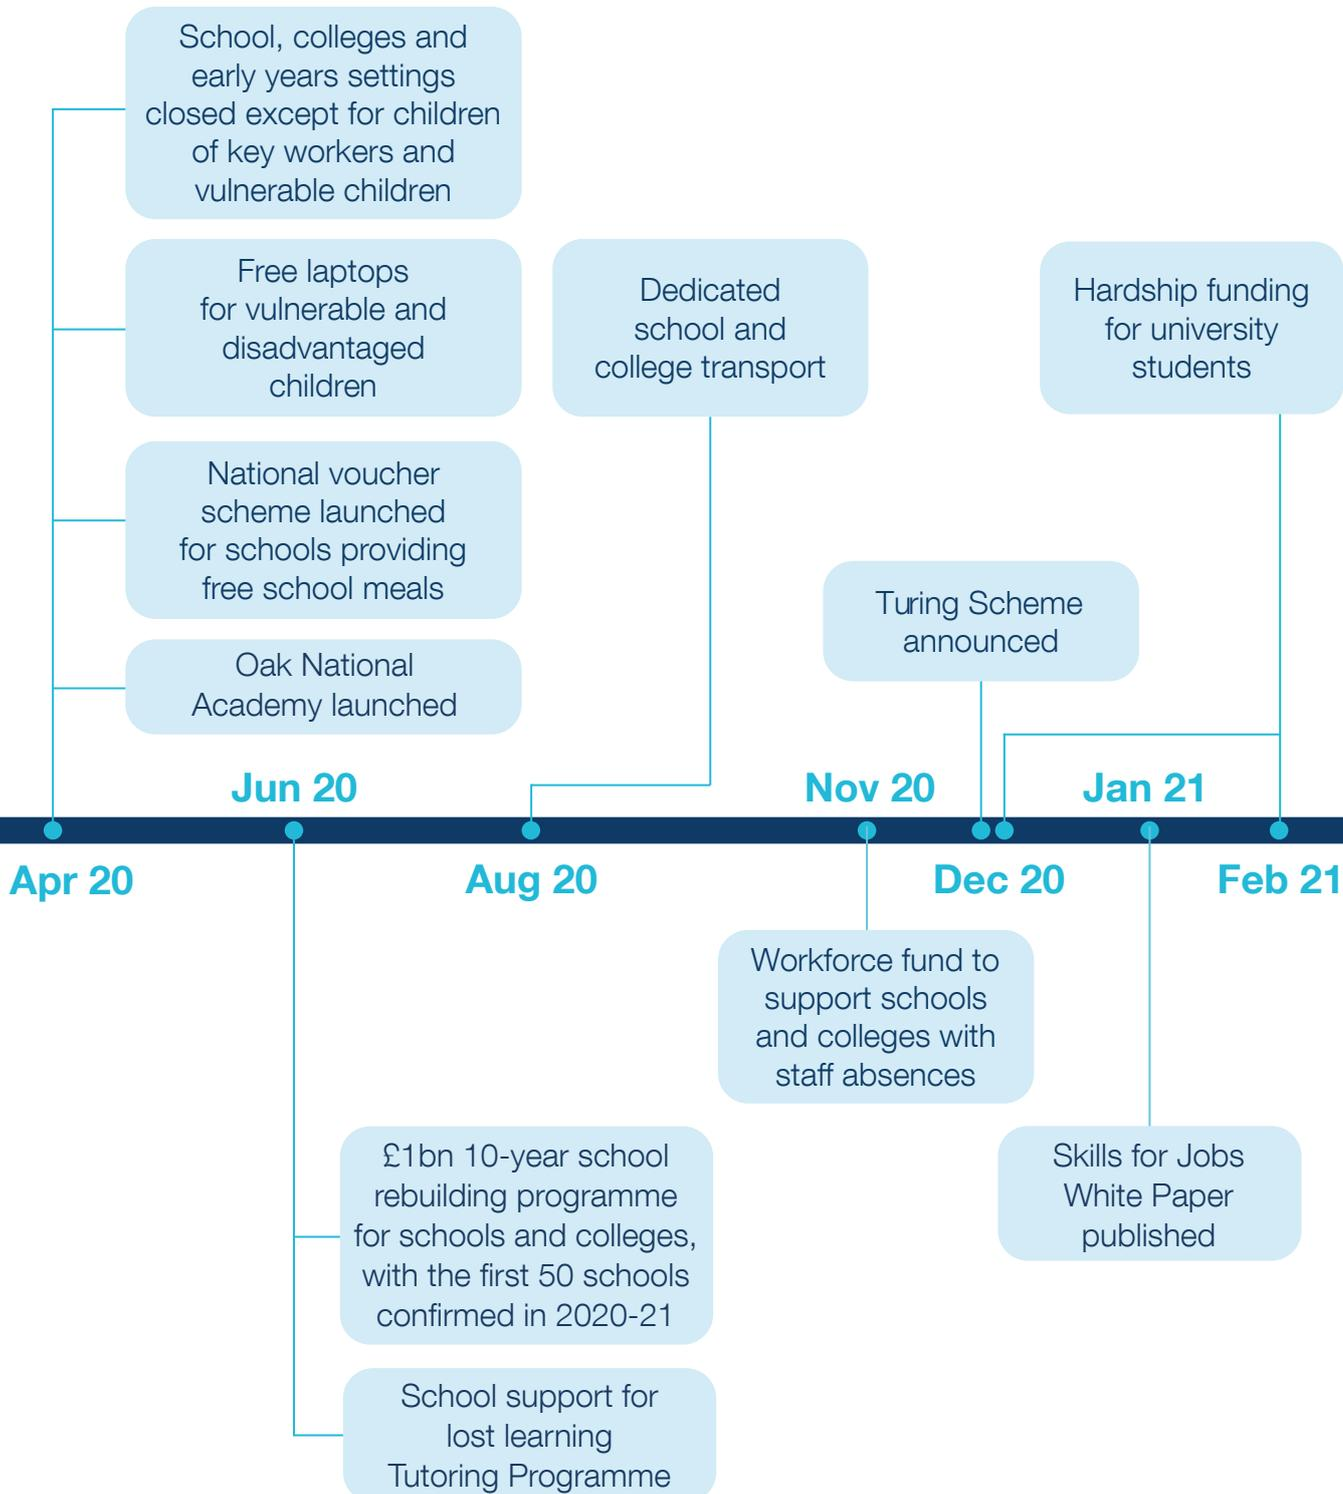 School, colleges and
early years settings
closed except for children
of key workers and
vulnerable children
Free laptops
for vulnerable and
disadvantaged
children
National voucher
scheme launched
for schools providing
free school meals
Oak National
Academy launched
Dedicated
school and
college transport
Hardship funding
for university
students
Turing Scheme
announced
Jun 20
Nov 20
Jan 21
Apr 20
Aug 20
Dec 20
Feb 21
Workforce fund to
support schools
and colleges with
staff absences
£1bn 10-year school
rebuilding programme
for schools and colleges,
with the first 50 schools
confirmed in 2020-21
Skills for Jobs
White Paper
published
School support for
lost learning
Tutoring Programme